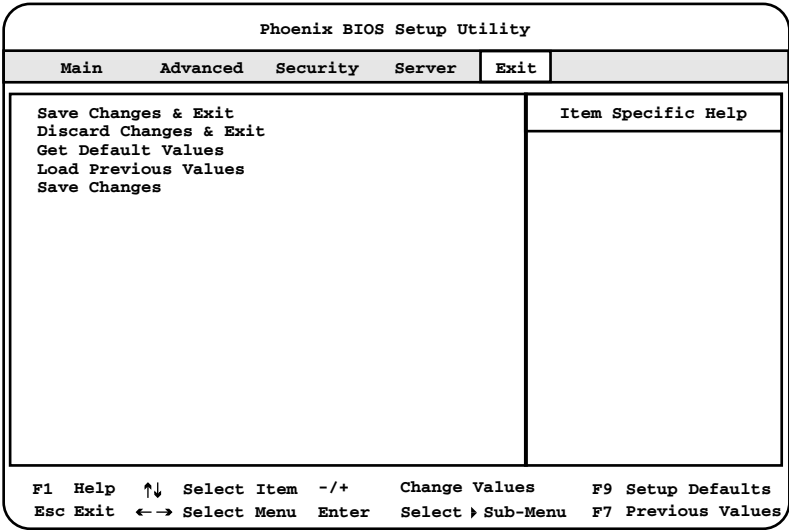 Phoenix BIOS Setup Utility
Main Advanced Security Server Exit
Save Changes & Exit
Discard Changes & Exit
Get Default Values
Load Previous Values
Save Changes
Item Specific Help
F1 Help ↑↓ Select Item -/+ Change Values F9 Setup Defaults
Esc Exit ←→ Select Menu Enter Select ▸ Sub-Menu F7 Previous Values